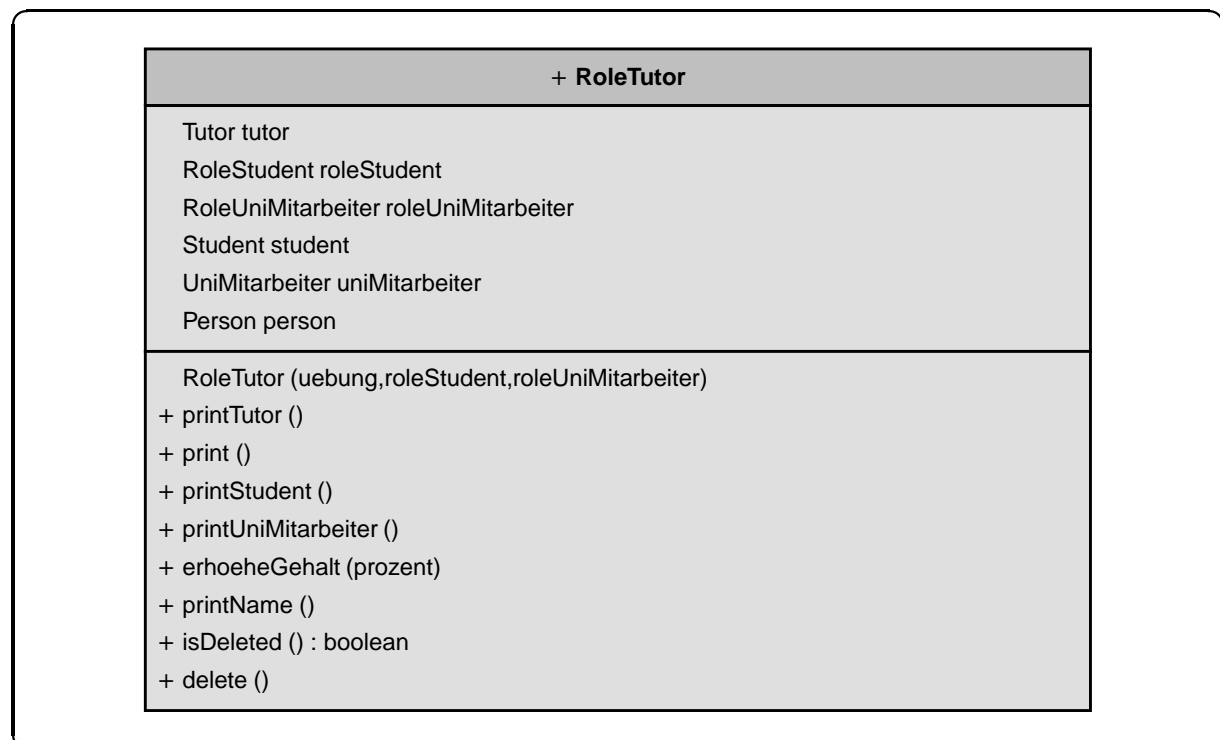 + RoleTutor
Tutor tutor
RoleStudent roleStudent
RoleUniMitarbeiter roleUniMitarbeiter
Student student
UniMitarbeiter uniMitarbeiter
Person person
RoleTutor (uebung,roleStudent,roleUniMitarbeiter)
+ printTutor ()
+ print ()
+ printStudent ()
+ printUniMitarbeiter ()
+ erhoeheGehalt (prozent)
+ printName ()
+ isDeleted () : boolean
+ delete ()